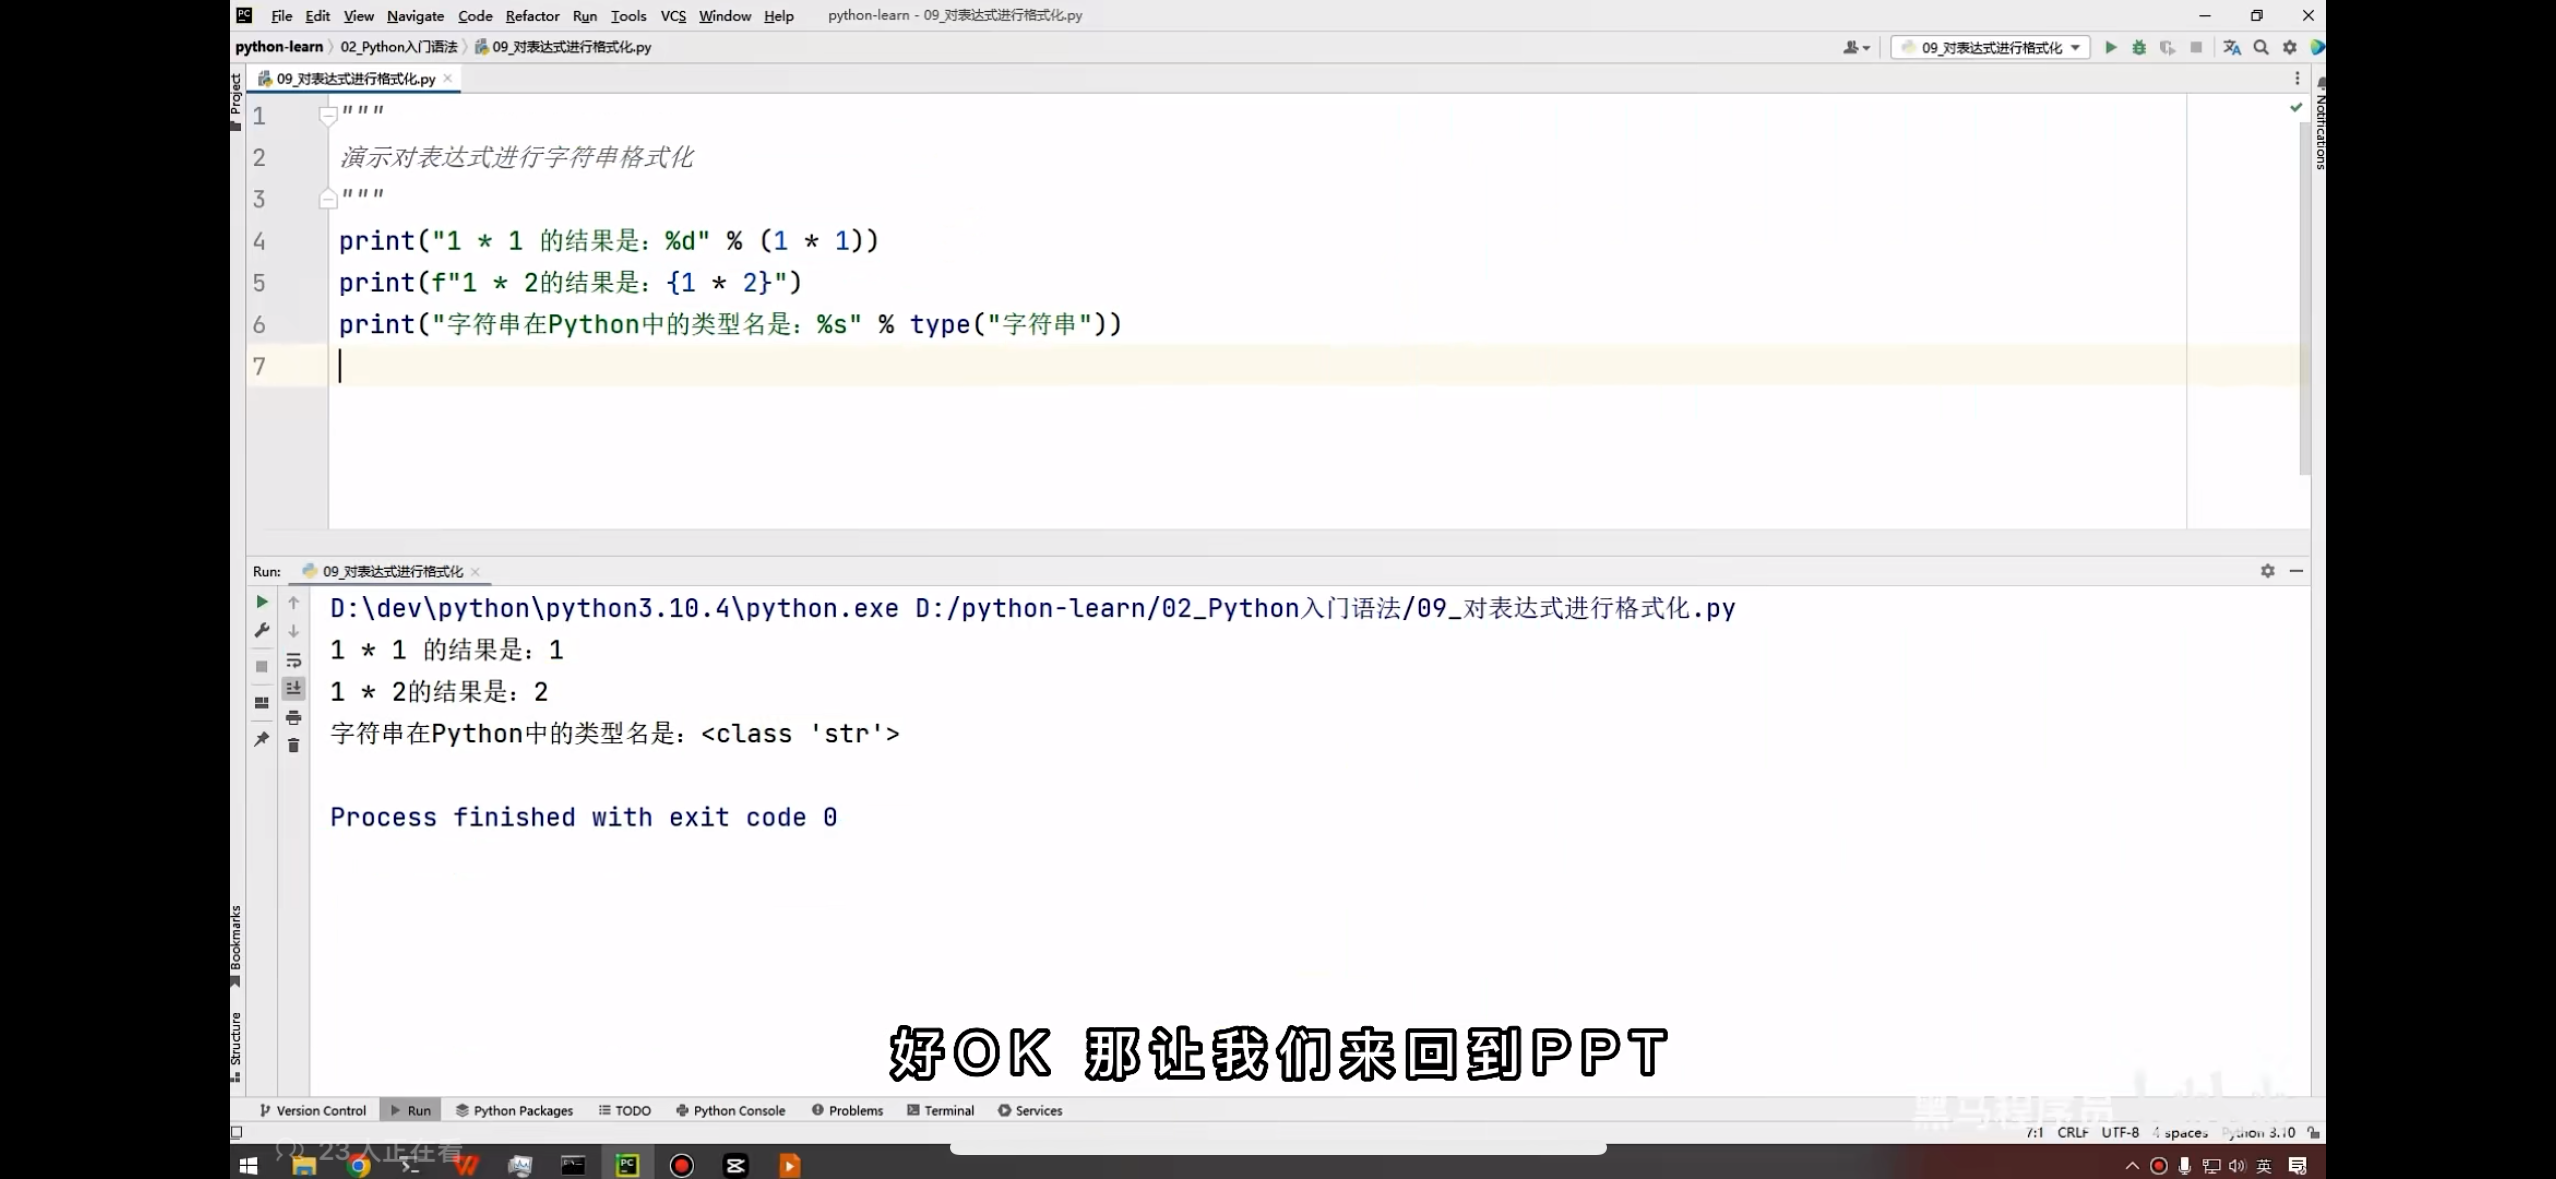 File Edit View Navigate Code Refactor Run Tools VCS Window Help python-learn - 09_对表达式进行格式化.py
python-learn 02_Python入门语法 09_对表达式进行格式化.py 09_对表达式进行格式化
Project
09_对表达式进行格式化.py
Notifications
1 """
2 演示对表达式进行字符串格式化
3 """
4 print("1 * 1 的结果是：%d" % (1 * 1))
5 print(f"1 * 2的结果是：{1 * 2}")
6 print("字符串在Python中的类型名是：%s" % type("字符串"))
7
Run: 09_对表达式进行格式化
D:\dev\python\python3.10.4\python.exe D:/python-learn/02_Python入门语法/09_对表达式进行格式化.py
1 * 1 的结果是：1
1 * 2的结果是：2
字符串在Python中的类型名是：<class 'str'>
Process finished with exit code 0
Bookmarks
Structure
好OK 那让我们来回到PPT
Version Control Run Python Packages TODO Python Console Problems Terminal Services
黑马程序员
7:1 CRLF UTF-8 4 spaces Python 3.10
23人正在看
英